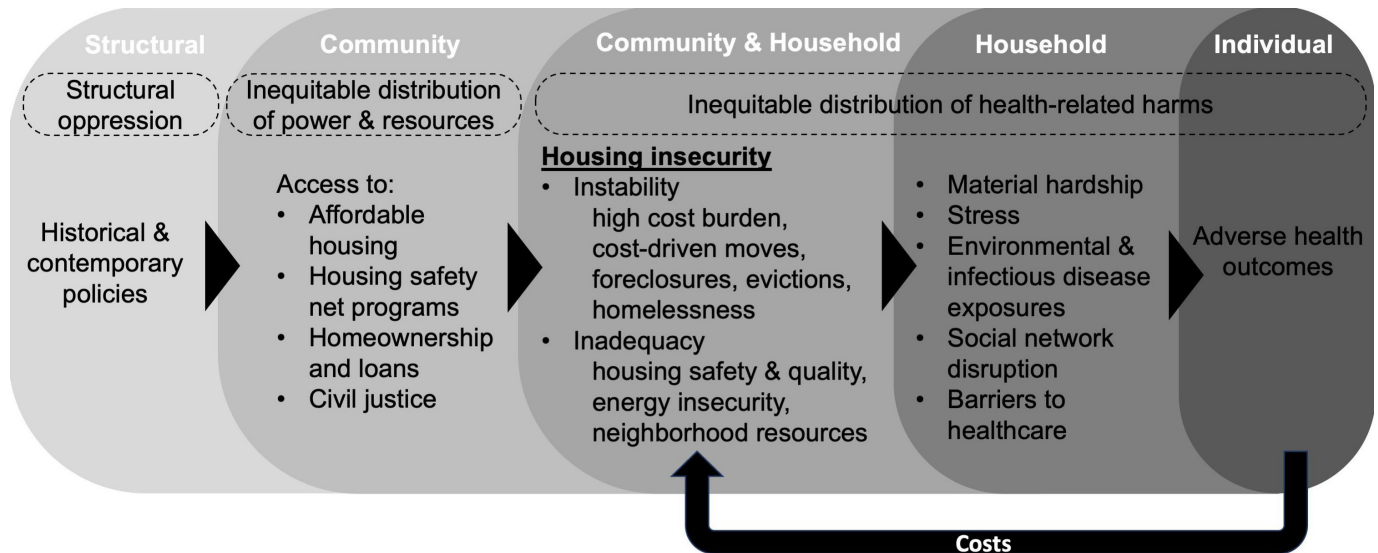 Structural
Community
Community & Household
Household
Individual
Structural
oppression
Inequitable distribution
of power & resources
Inequitable distribution of health-related harms
Historical &
contemporary
policies
Access to:
• Affordable
housing
• Housing safety
net programs
• Homeownership
and loans
• Civil justice
Housing insecurity
• Instability
high cost burden,
cost-driven moves,
foreclosures, evictions,
homelessness
• Inadequacy
housing safety & quality,
energy insecurity,
neighborhood resources
• Material hardship
• Stress
• Environmental &
infectious disease
exposures
• Social network
disruption
• Barriers to
healthcare
Adverse health
outcomes
Costs